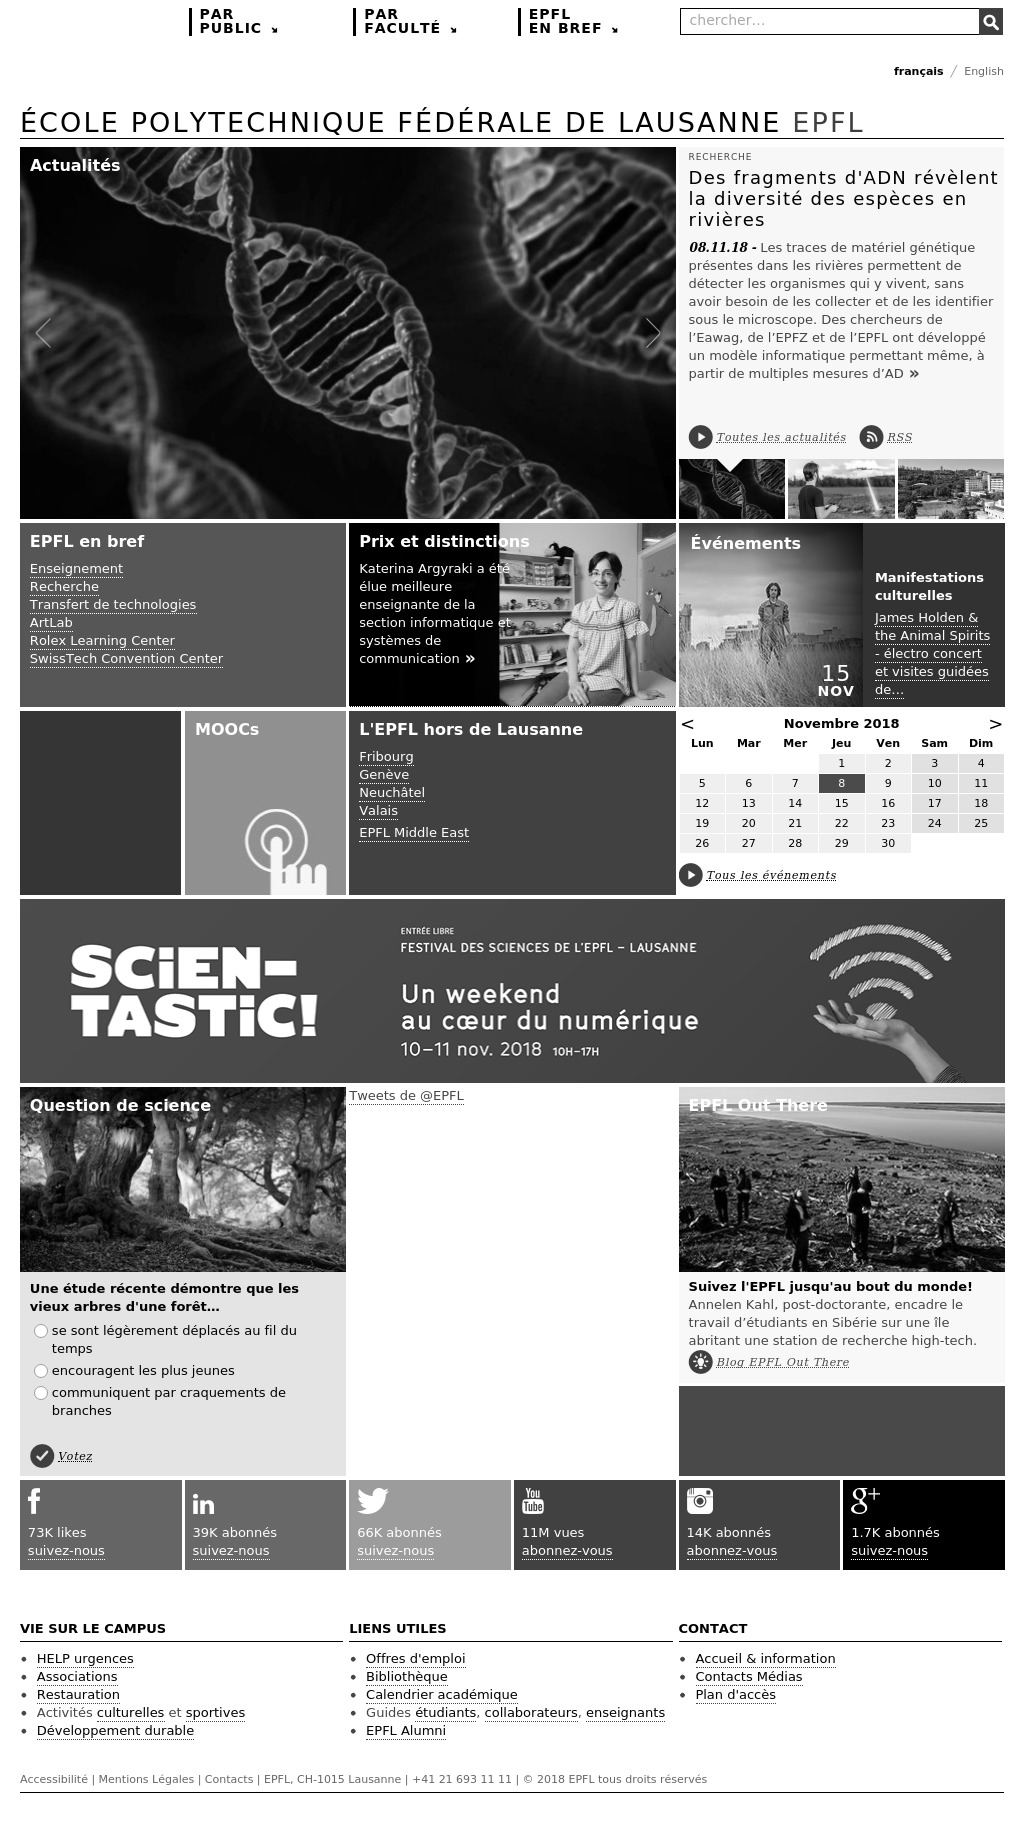 PAR
PUBLIC
PAR
FACULTÉ
EPFL
EN BREF
chercher...
français / English
ÉCOLE POLYTECHNIQUE FÉDÉRALE DE LAUSANNE EPFL
Actualités
RECHERCHE
Des fragments d'ADN révèlent
la diversité des espèces en
rivières
08.11.18 - Les traces de matériel génétique
présentes dans les rivières permettent de
détecter les organismes qui y vivent, sans
avoir besoin de les collecter et de les identifier
sous le microscope. Des chercheurs de
l’Eawag, de l’EPFZ et de l’EPFL ont développé
un modèle informatique permettant même, à
partir de multiples mesures d’AD »
Toutes les actualités
RSS
EPFL en bref
Enseignement
Recherche
Transfert de technologies
ArtLab
Rolex Learning Center
SwissTech Convention Center
Prix et distinctions
Katerina Argyraki a été
élue meilleure
enseignante de la
section informatique et
systèmes de
communication »
Événements
15
NOV
Manifestations
culturelles
James Holden &
the Animal Spirits
- électro concert
et visites guidées
de...
MOOCs
L'EPFL hors de Lausanne
Fribourg
Genève
Neuchâtel
Valais
EPFL Middle East
< Novembre 2018 >
Lun Mar Mer Jeu Ven Sam Dim
1 2 3 4
5 6 7 8 9 10 11
12 13 14 15 16 17 18
19 20 21 22 23 24 25
26 27 28 29 30
Tous les événements
SCiEN-
TASTiC!
ENTRÉE LIBRE
FESTIVAL DES SCIENCES DE L'EPFL – LAUSANNE
Un weekend
au cœur du numérique
10–11 nov. 2018 10H–17H
Question de science
Une étude récente démontre que les
vieux arbres d'une forêt...
se sont légèrement déplacés au fil du
temps
encouragent les plus jeunes
communiquent par craquements de
branches
Votez
Tweets de @EPFL
EPFL Out There
Suivez l'EPFL jusqu'au bout du monde!
Annelen Kahl, post-doctorante, encadre le
travail d’étudiants en Sibérie sur une île
abritant une station de recherche high-tech.
Blog EPFL Out There
f
73K likes
suivez-nous
in
39K abonnés
suivez-nous
66K abonnés
suivez-nous
You
Tube
11M vues
abonnez-vous
14K abonnés
abonnez-vous
g+
1.7K abonnés
suivez-nous
VIE SUR LE CAMPUS
HELP urgences
Associations
Restauration
Activités culturelles et sportives
Développement durable
LIENS UTILES
Offres d'emploi
Bibliothèque
Calendrier académique
Guides étudiants, collaborateurs, enseignants
EPFL Alumni
CONTACT
Accueil & information
Contacts Médias
Plan d'accès
Accessibilité | Mentions Légales | Contacts | EPFL, CH-1015 Lausanne | +41 21 693 11 11 | © 2018 EPFL tous droits réservés